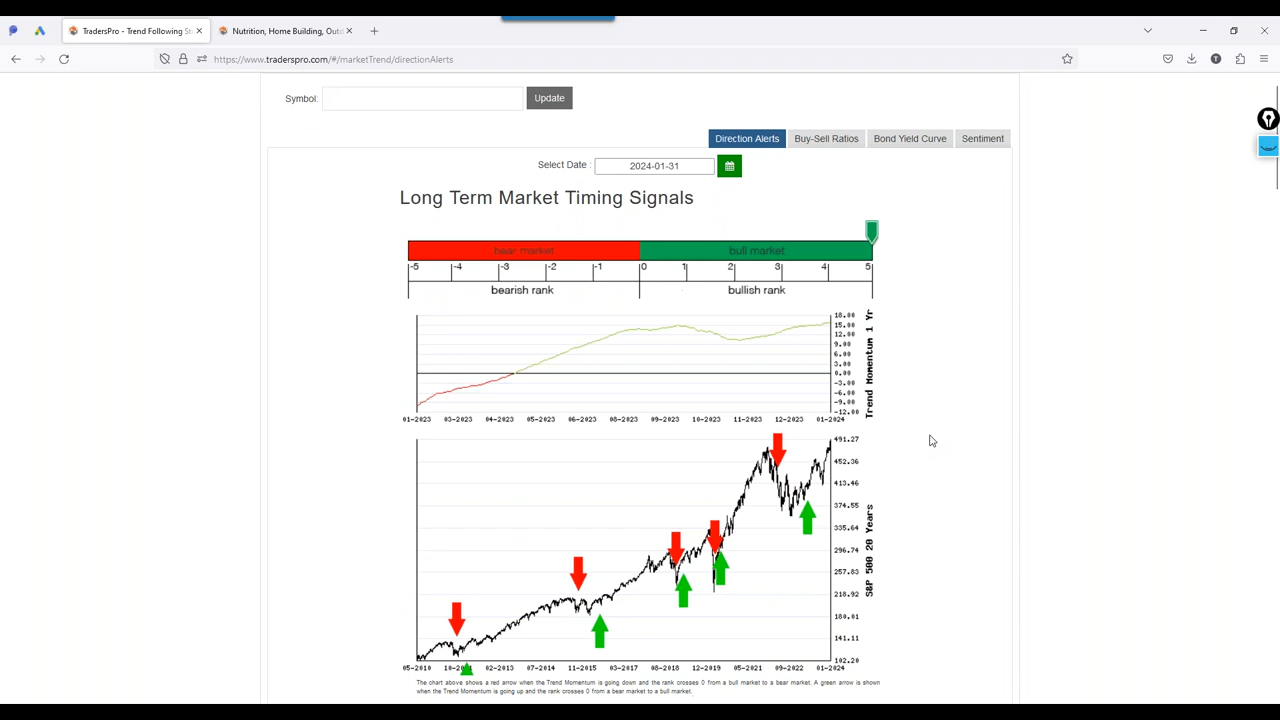 TradersPro - Trend Following St
Nutrition, Home Building, Outd
https://www.traderspro.com/#/marketTrend/directionAlerts
T
Symbol:
Update
Direction Alerts
Buy-Sell Ratios
Bond Yield Curve
Sentiment
Select Date :
2024-01-31
Long Term Market Timing Signals
bear market
bull market
-5 -4 -3 -2 -1 0 1 2 3 4 5
bearish rank
bullish rank
18.00
15.00
12.00
9.00
6.00
3.00
0.00
-3.00
-6.00
-9.00
-12.00
Trend Momentum 1 Yr
01-2023 03-2023 04-2023 05-2023 06-2023 08-2023 09-2023 10-2023 11-2023 12-2023 01-2024
491.27
452.36
413.46
374.55
335.64
296.74
257.83
218.92
180.01
141.11
102.20
S&P 500 20 Years
05-2010 10-2011 02-2013 07-2014 11-2015 03-2017 08-2018 12-2019 05-2021 09-2022 01-2024
The chart above shows a red arrow when the Trend Momentum is going down and the rank crosses 0 from a bull market to a bear market. A green arrow is shown
when the Trend Momentum is going up and the rank crosses 0 from a bear market to a bull market.